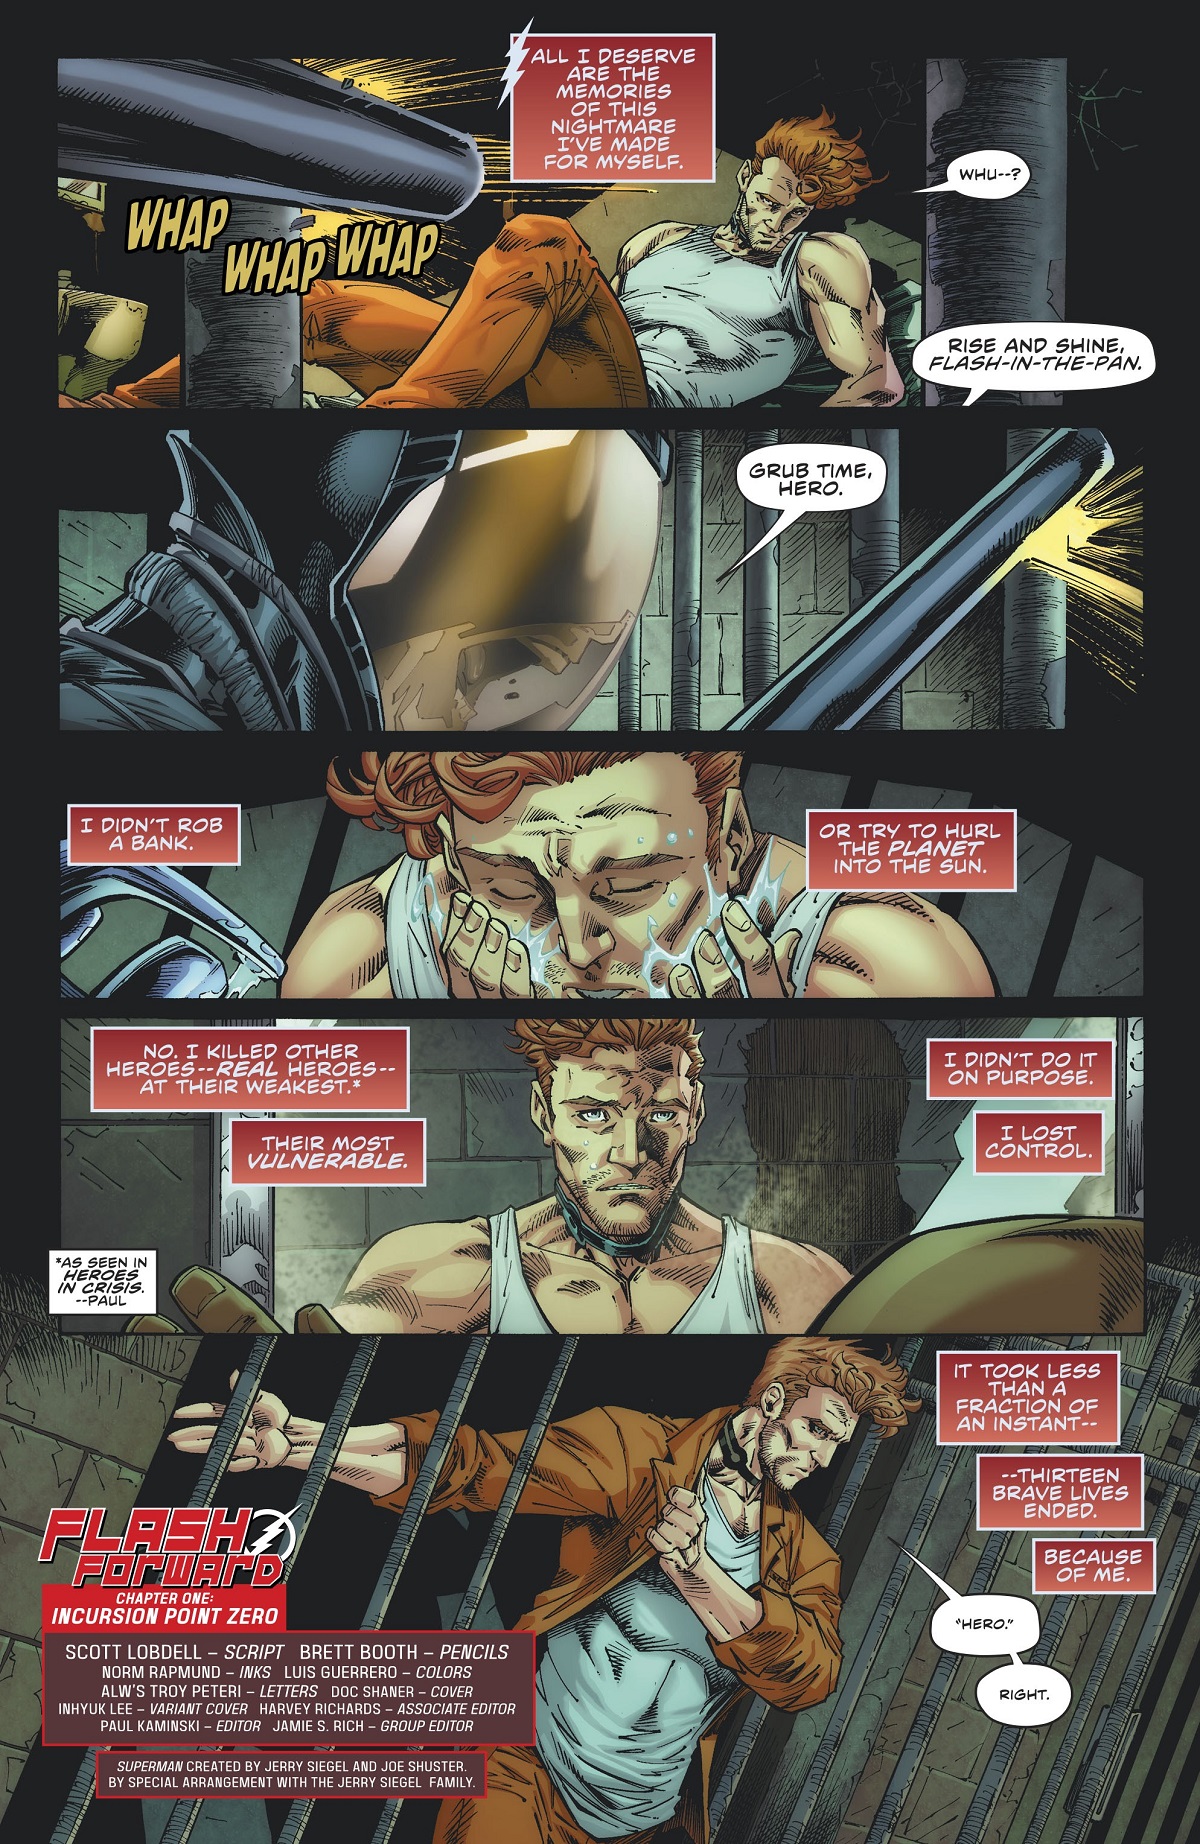 ALL I DESERVE
ARE THE
MEMORIES
OF THIS
NIGHTMARE
I'VE MADE
FOR MYSELF.
WHU--?
WHAP
WHAP WHAP
RISE AND SHINE,
FLASH-IN-THE-PAN.
GRUB TIME,
HERO.
I DIDN'T ROB
A BANK.
OR TRY TO HURL
THE PLANET
INTO THE SUN.
NO. I KILLED OTHER
HEROES--REAL HEROES--
AT THEIR WEAKEST.*
THEIR MOST
VULNERABLE.
I DIDN'T DO IT
ON PURPOSE.
I LOST
CONTROL.
*AS SEEN IN
HEROES
IN CRISIS.
--PAUL
IT TOOK LESS
THAN A
FRACTION OF
AN INSTANT--
--THIRTEEN
BRAVE LIVES
ENDED.
BECAUSE
OF ME.
"HERO."
RIGHT.
FLASH
FORWARD
CHAPTER ONE:
INCURSION POINT ZERO
SCOTT LOBDELL – SCRIPT BRETT BOOTH – PENCILS
NORM RAPMUND – INKS LUIS GUERRERO – COLORS
ALW'S TROY PETERI – LETTERS DOC SHANER – COVER
INHYUK LEE – VARIANT COVER HARVEY RICHARDS – ASSOCIATE EDITOR
PAUL KAMINSKI – EDITOR JAMIE S. RICH – GROUP EDITOR
SUPERMAN CREATED BY JERRY SIEGEL AND JOE SHUSTER.
BY SPECIAL ARRANGEMENT WITH THE JERRY SIEGEL FAMILY.